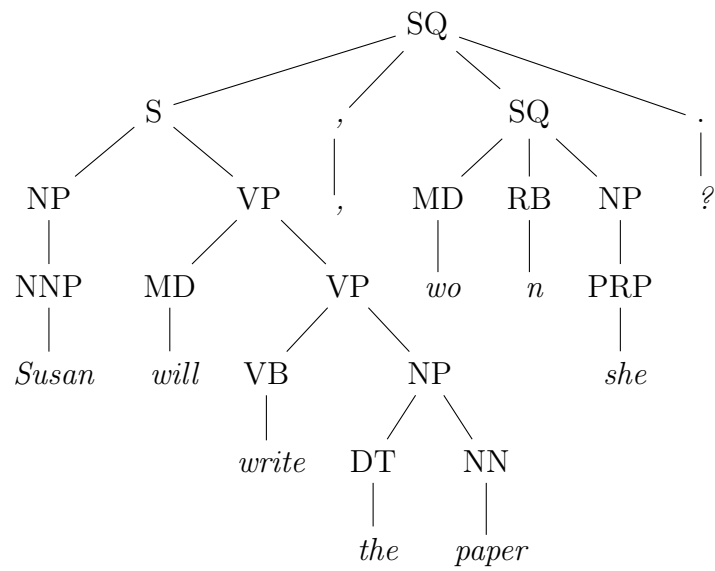 SQ
S , SQ .
NP VP , MD RB NP ?
NNP MD VP wo n PRP
Susan will VB NP she
write DT NN
the paper